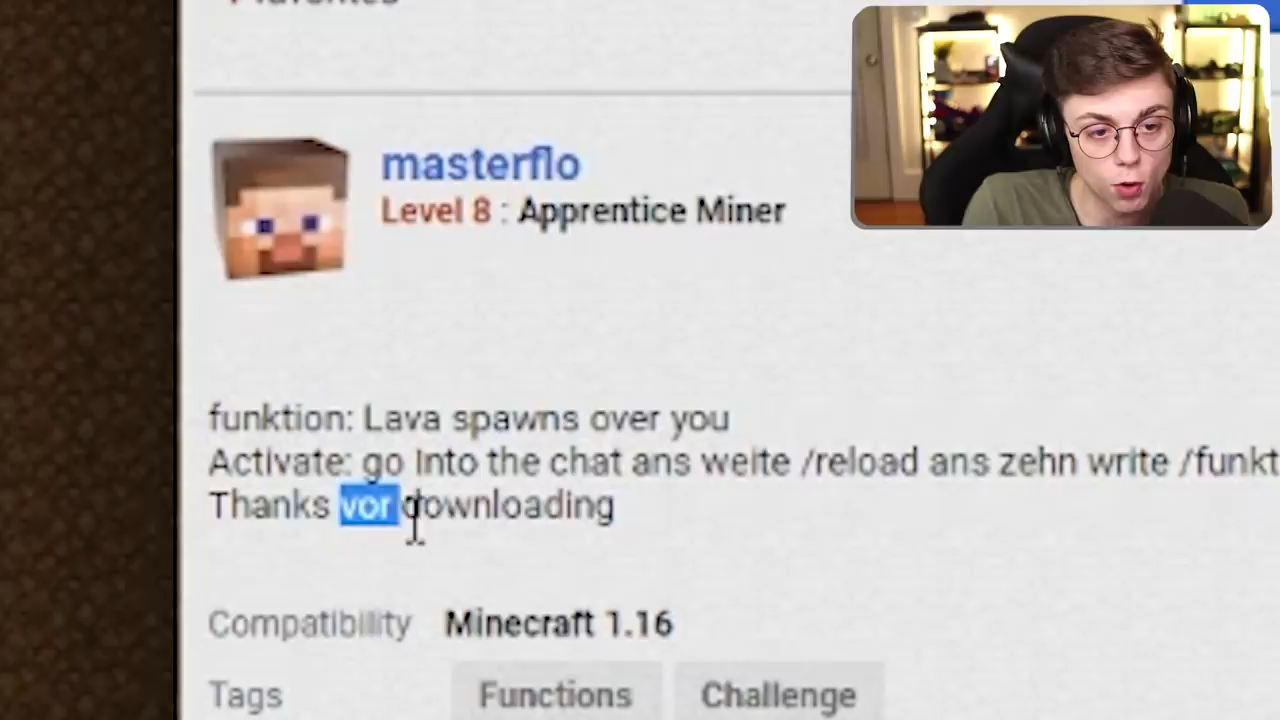 masterflo
Level 8 : Apprentice Miner
funktion: Lava spawns over you
Activate: go Into the chat ans weite /reload ans zehn write /funkt
Thanks vor downloading
Compatibility Minecraft 1.16
Tags Functions Challenge